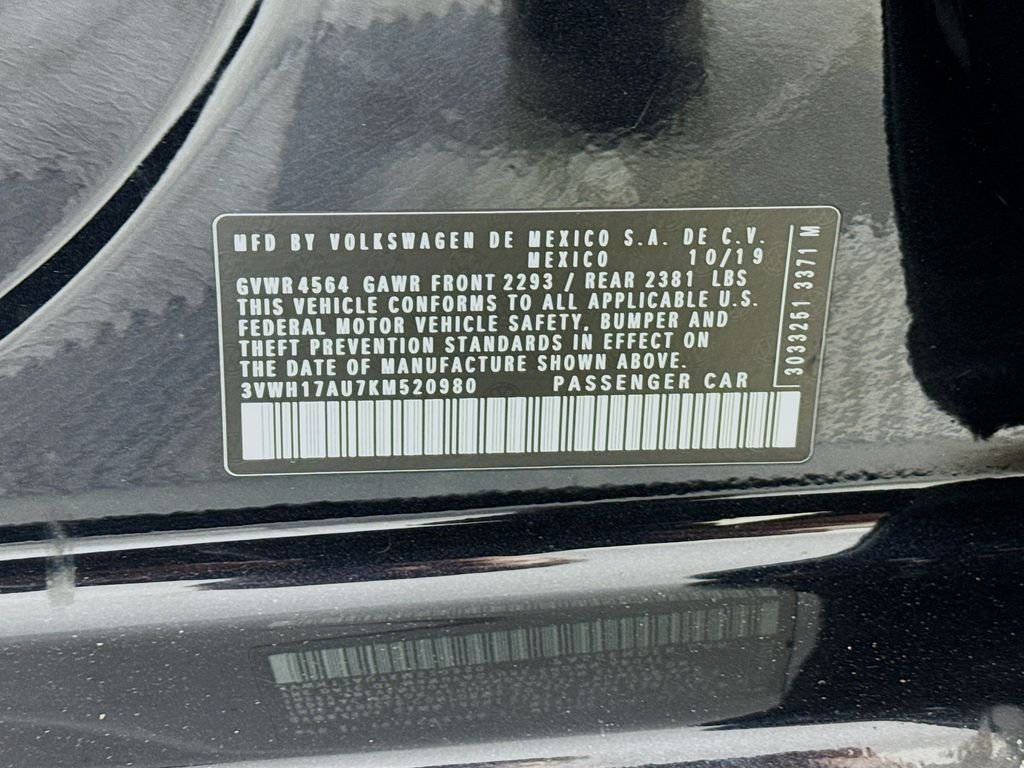 MFD BY VOLKSWAGEN DE MEXICO S.A. DE C.V.
MEXICO 10/19
GVWR 4564 GAWR FRONT 2293 / REAR 2381 LBS
THIS VEHICLE CONFORMS TO ALL APPLICABLE U.S.
FEDERAL MOTOR VEHICLE SAFETY, BUMPER AND
THEFT PREVENTION STANDARDS IN EFFECT ON
THE DATE OF MANUFACTURE SHOWN ABOVE.
3VWH17AU7KM520980 PASSENGER CAR
3033251 3371 M